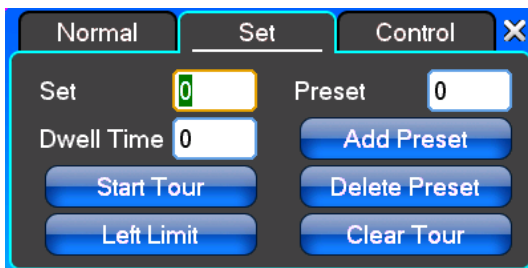 Normal Set Control
Set 0 Preset 0
Dwell Time 0 Add Preset
Start Tour Delete Preset
Left Limit Clear Tour